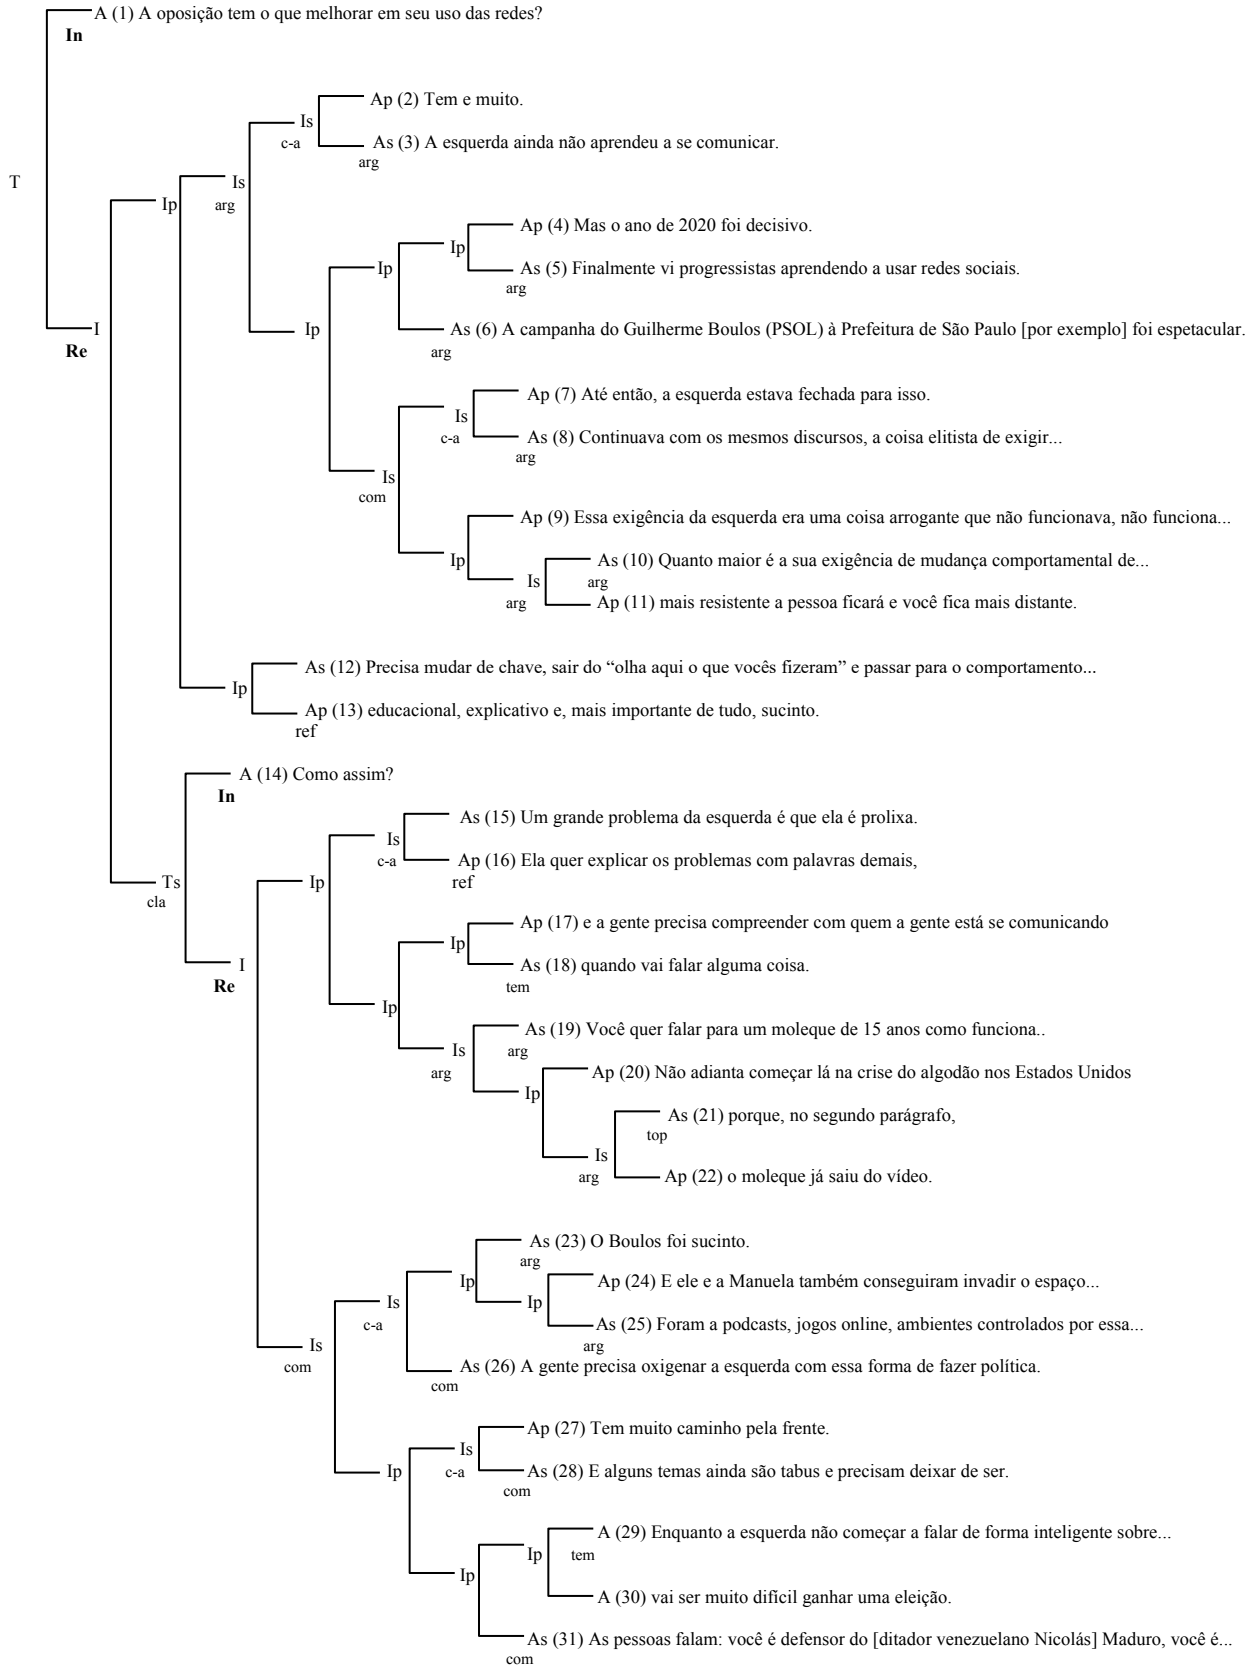 A (1) A oposição tem o que melhorar em seu uso das redes?
In
Ap (2) Tem e muito.
Is
c-a
As (3) A esquerda ainda não aprendeu a se comunicar.
arg
T
Is
arg
Ip
Ap (4) Mas o ano de 2020 foi decisivo.
Ip
As (5) Finalmente vi progressistas aprendendo a usar redes sociais.
arg
Ip
Ip
As (6) A campanha do Guilherme Boulos (PSOL) à Prefeitura de São Paulo [por exemplo] foi espetacular.
arg
I
Re
Ap (7) Até então, a esquerda estava fechada para isso.
Is
c-a
As (8) Continuava com os mesmos discursos, a coisa elitista de exigir...
arg
Is
com
Ap (9) Essa exigência da esquerda era uma coisa arrogante que não funcionava, não funciona...
Ip
As (10) Quanto maior é a sua exigência de mudança comportamental de...
arg
Is
arg
Ap (11) mais resistente a pessoa ficará e você fica mais distante.
As (12) Precisa mudar de chave, sair do “olha aqui o que vocês fizeram” e passar para o comportamento...
Ip
Ap (13) educacional, explicativo e, mais importante de tudo, sucinto.
ref
A (14) Como assim?
In
As (15) Um grande problema da esquerda é que ela é prolixa.
Is
c-a
Ap (16) Ela quer explicar os problemas com palavras demais,
ref
Ts
cla
Ip
Ap (17) e a gente precisa compreender com quem a gente está se comunicando
Ip
As (18) quando vai falar alguma coisa.
tem
I
Re
Ip
As (19) Você quer falar para um moleque de 15 anos como funciona..
arg
Is
arg
Ap (20) Não adianta começar lá na crise do algodão nos Estados Unidos
Ip
As (21) porque, no segundo parágrafo,
top
Is
arg
Ap (22) o moleque já saiu do vídeo.
As (23) O Boulos foi sucinto.
arg
Ip
Ap (24) E ele e a Manuela também conseguiram invadir o espaço...
Ip
Is
c-a
As (25) Foram a podcasts, jogos online, ambientes controlados por essa...
arg
Is
com
As (26) A gente precisa oxigenar a esquerda com essa forma de fazer política.
com
Ap (27) Tem muito caminho pela frente.
Is
c-a
Ip
As (28) E alguns temas ainda são tabus e precisam deixar de ser.
com
A (29) Enquanto a esquerda não começar a falar de forma inteligente sobre...
Ip
tem
Ip
A (30) vai ser muito difícil ganhar uma eleição.
As (31) As pessoas falam: você é defensor do [ditador venezuelano Nicolás] Maduro, você é...
com